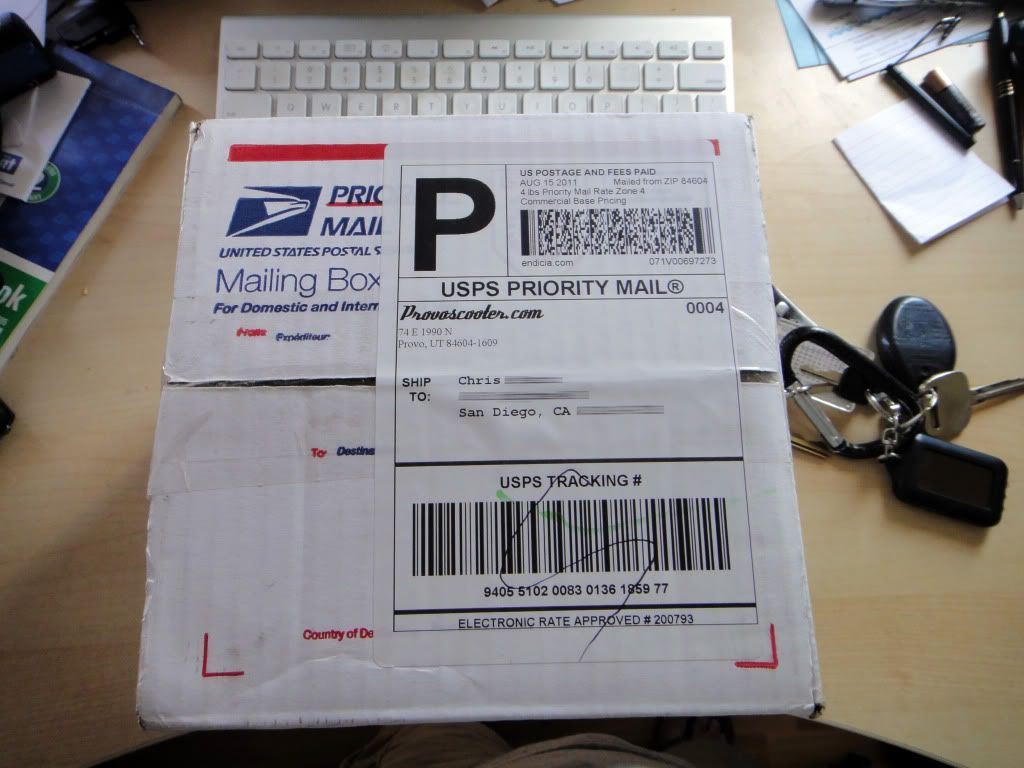 Q W E R T Y U I O P
PRIO
MAIL
UNITED STATES POSTAL S
Mailing Box
For Domestic and Intern
From: Expéditeur:
To: Destina
Country of De
P
US POSTAGE AND FEES PAID
AUG 15 2011 Mailed from ZIP 84604
4 lbs Priority Mail Rate Zone 4
Commercial Base Pricing
endicia.com 071V00697273
USPS PRIORITY MAIL®
Provoscooter.com 0004
74 E 1990 N
Provo, UT 84604-1609
SHIP TO: Chris
San Diego, CA
USPS TRACKING #
9405 5102 0083 0136 1859 77
ELECTRONIC RATE APPROVED # 200793